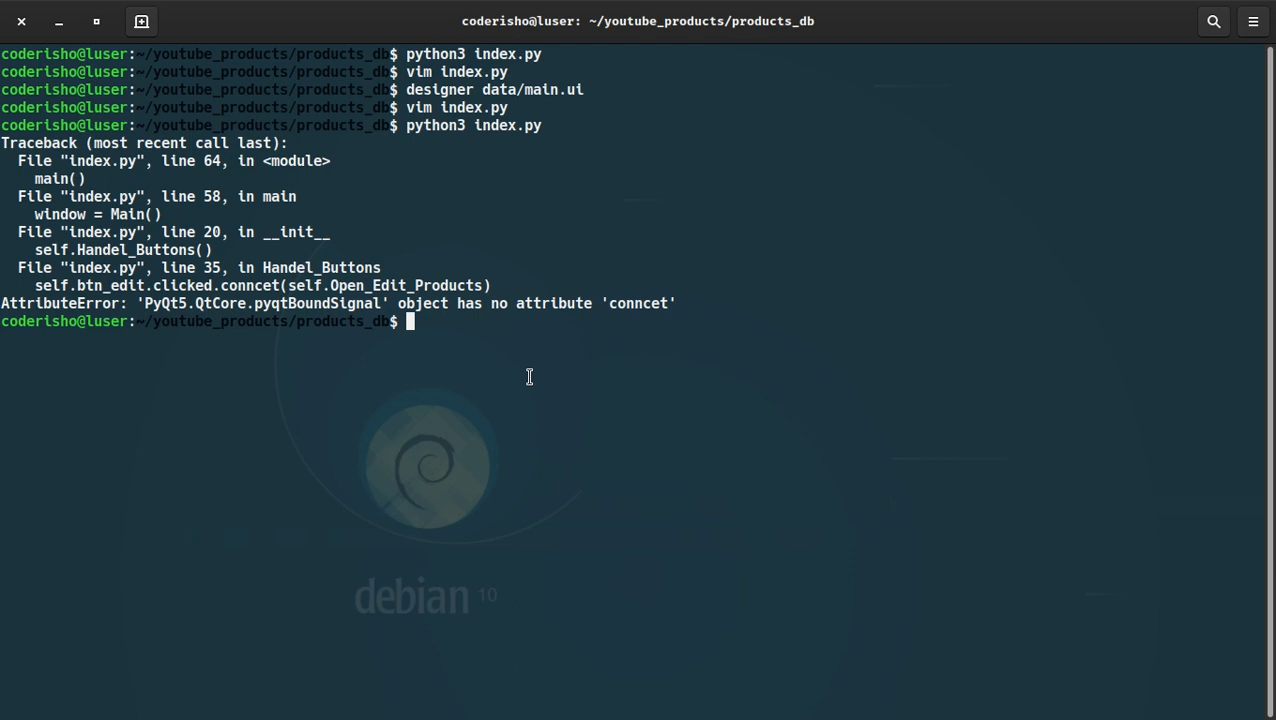 coderisho@luser: ~/youtube_products/products_db
coderisho@luser:~/youtube_products/products_db$ python3 index.py
coderisho@luser:~/youtube_products/products_db$ vim index.py
coderisho@luser:~/youtube_products/products_db$ designer data/main.ui
coderisho@luser:~/youtube_products/products_db$ vim index.py
coderisho@luser:~/youtube_products/products_db$ python3 index.py
Traceback (most recent call last):
  File "index.py", line 64, in <module>
    main()
  File "index.py", line 58, in main
    window = Main()
  File "index.py", line 20, in __init__
    self.Handel_Buttons()
  File "index.py", line 35, in Handel_Buttons
    self.btn_edit.clicked.conncet(self.Open_Edit_Products)
AttributeError: 'PyQt5.QtCore.pyqtBoundSignal' object has no attribute 'conncet'
coderisho@luser:~/youtube_products/products_db$
debian 10